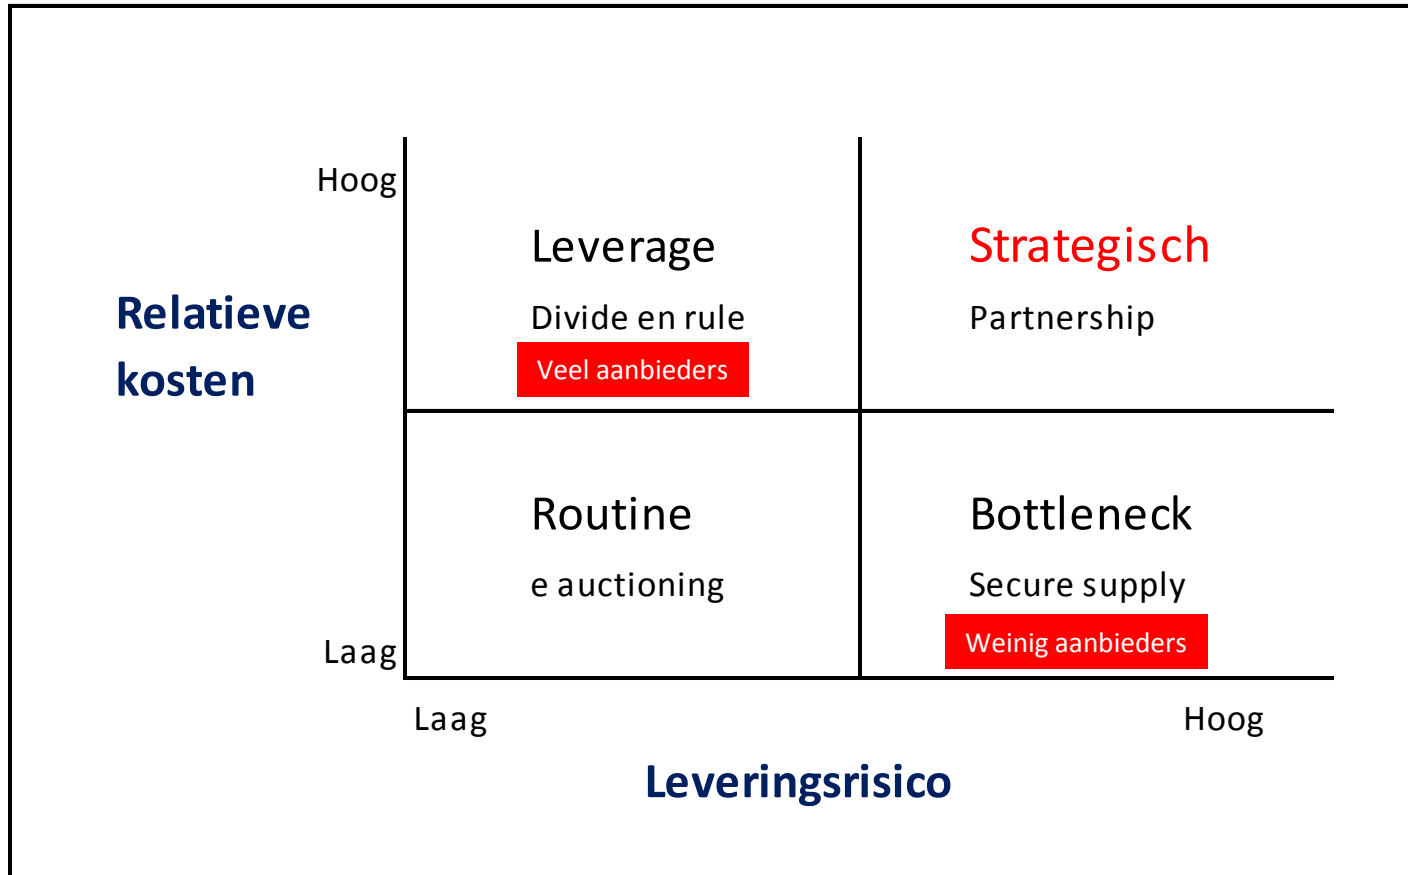 Hoog
Leverage
Strategisch
Relatieve
kosten
Divide en rule
Partnership
Veel aanbieders
Routine
Bottleneck
e auctioning
Secure supply
Weinig aanbieders
Laag
Laag
Hoog
Leveringsrisico